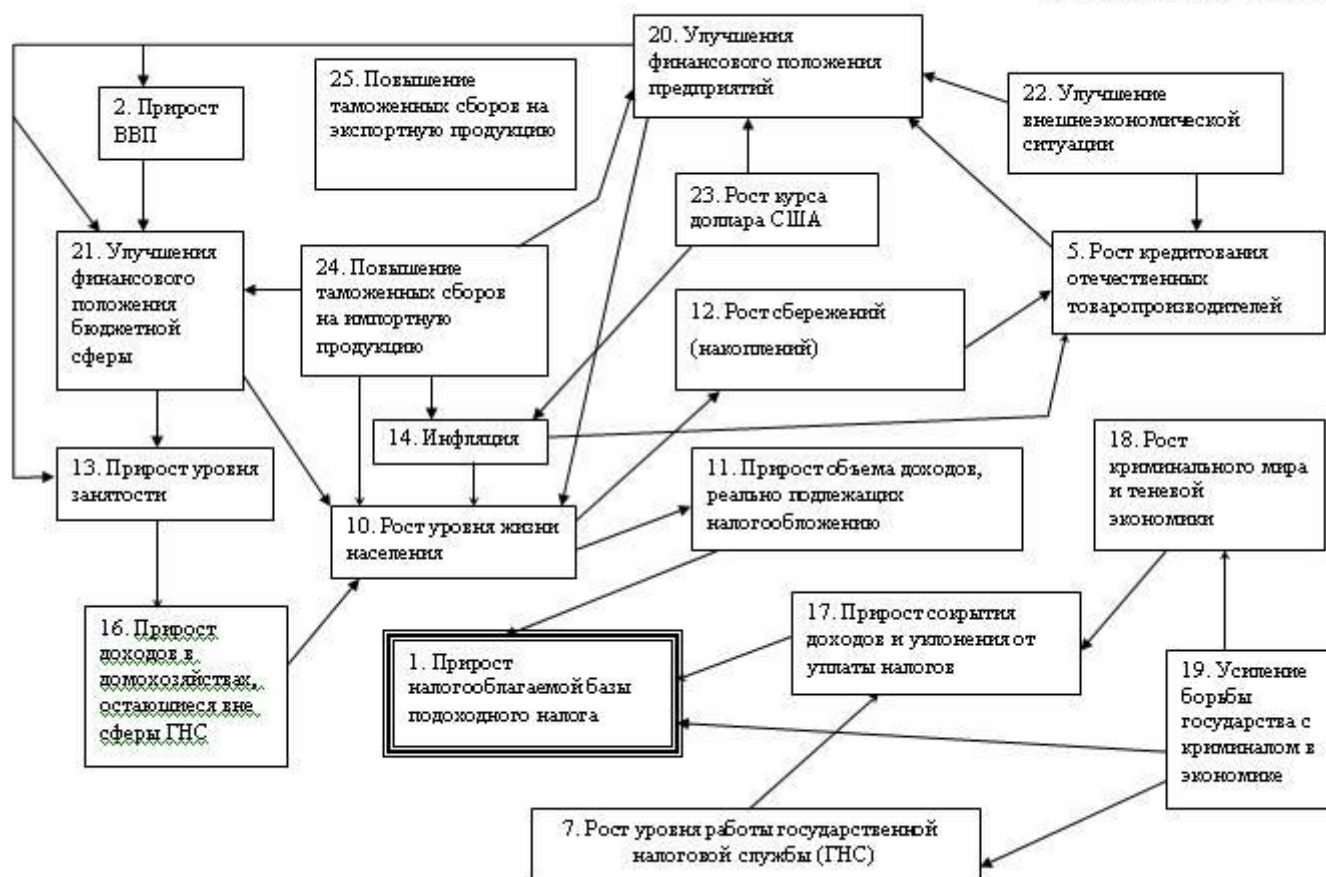 20. Улучшения
финансового положения
предприятий
25. Повышение
таможенных сборов на
экспортную продукцию
2. Прирост
ВВП
22. Улучшение
внешнеэкономической
ситуации
23. Рост курса
доллара США
21. Улучшения
финансового
положения
бюджетной
сферы
24. Повышение
таможенных сборов
на импортную
продукцию
5. Рост кредитования
отечественных
товаропроизводителей
12. Рост сбережений
(накоплений)
14. Инфляция
13. Прирост уровня
занятости
11. Прирост объема доходов,
реально подлежащих
налогообложению
18. Рост
криминального мира
и теневой
экономики
10. Рост уровня жизни
населения
16. Прирост
доходов в
домохозяйствах,
остающиеся вне
сферы ГНС
1. Прирост
налогооблагаемой базы
подоходного налога
17. Прирост сокрытия
доходов и уклонения от
уплаты налогов
19. Усиление
борьбы
государства с
криминалом в
экономике
7. Рост уровня работы государственной
налоговой службы (ГНС)